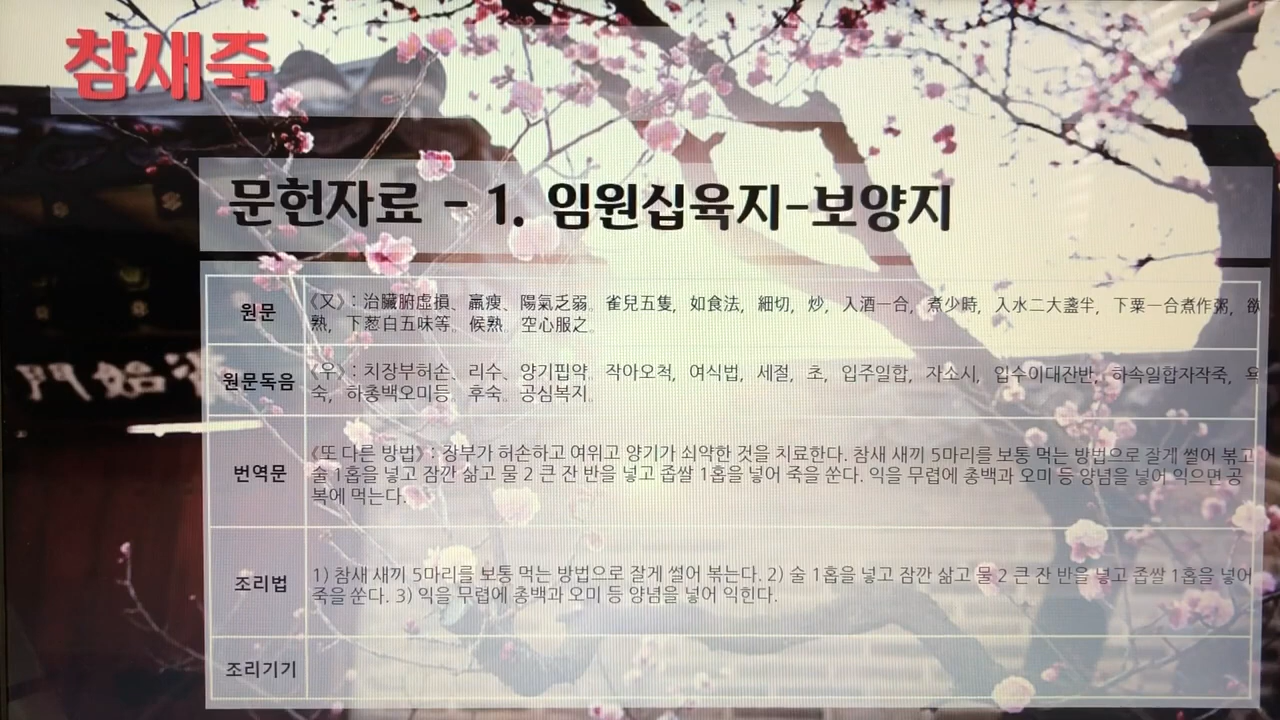 참새죽
문헌자료 - 1. 임원십육지-보양지
원문
《又》: 治臟腑虛損、羸瘦、陽氣乏弱。雀兒五隻, 如食法, 細切, 炒, 入酒一合, 煮少時, 入水二大盞半, 下粟一合煮作粥, 欲
熟, 下葱白五味等。候熟。空心服之。
원문독음
《우》: 치장부허손、리수、양기핍약。작아오척, 여식법, 세절, 초, 입주일합, 자소시, 입수이대잔반, 하속일합자작죽, 욕
숙, 하총백오미등。후숙。공심복지。
번역문
《또 다른 방법》: 장부가 허손하고 여위고 양기가 쇠약한 것을 치료한다. 참새 새끼 5마리를 보통 먹는 방법으로 잘게 썰어 볶고
술 1홉을 넣고 잠깐 삶고 물 2 큰 잔 반을 넣고 좁쌀 1홉을 넣어 죽을 쑨다. 익을 무렵에 총백과 오미 등 양념을 넣어 익으면 공
복에 먹는다.
조리법
1) 참새 새끼 5마리를 보통 먹는 방법으로 잘게 썰어 볶는다. 2) 술 1홉을 넣고 잠깐 삶고 물 2 큰 잔 반을 넣고 좁쌀 1홉을 넣어
죽을 쑨다. 3) 익을 무렵에 총백과 오미 등 양념을 넣어 익힌다.
조리기기